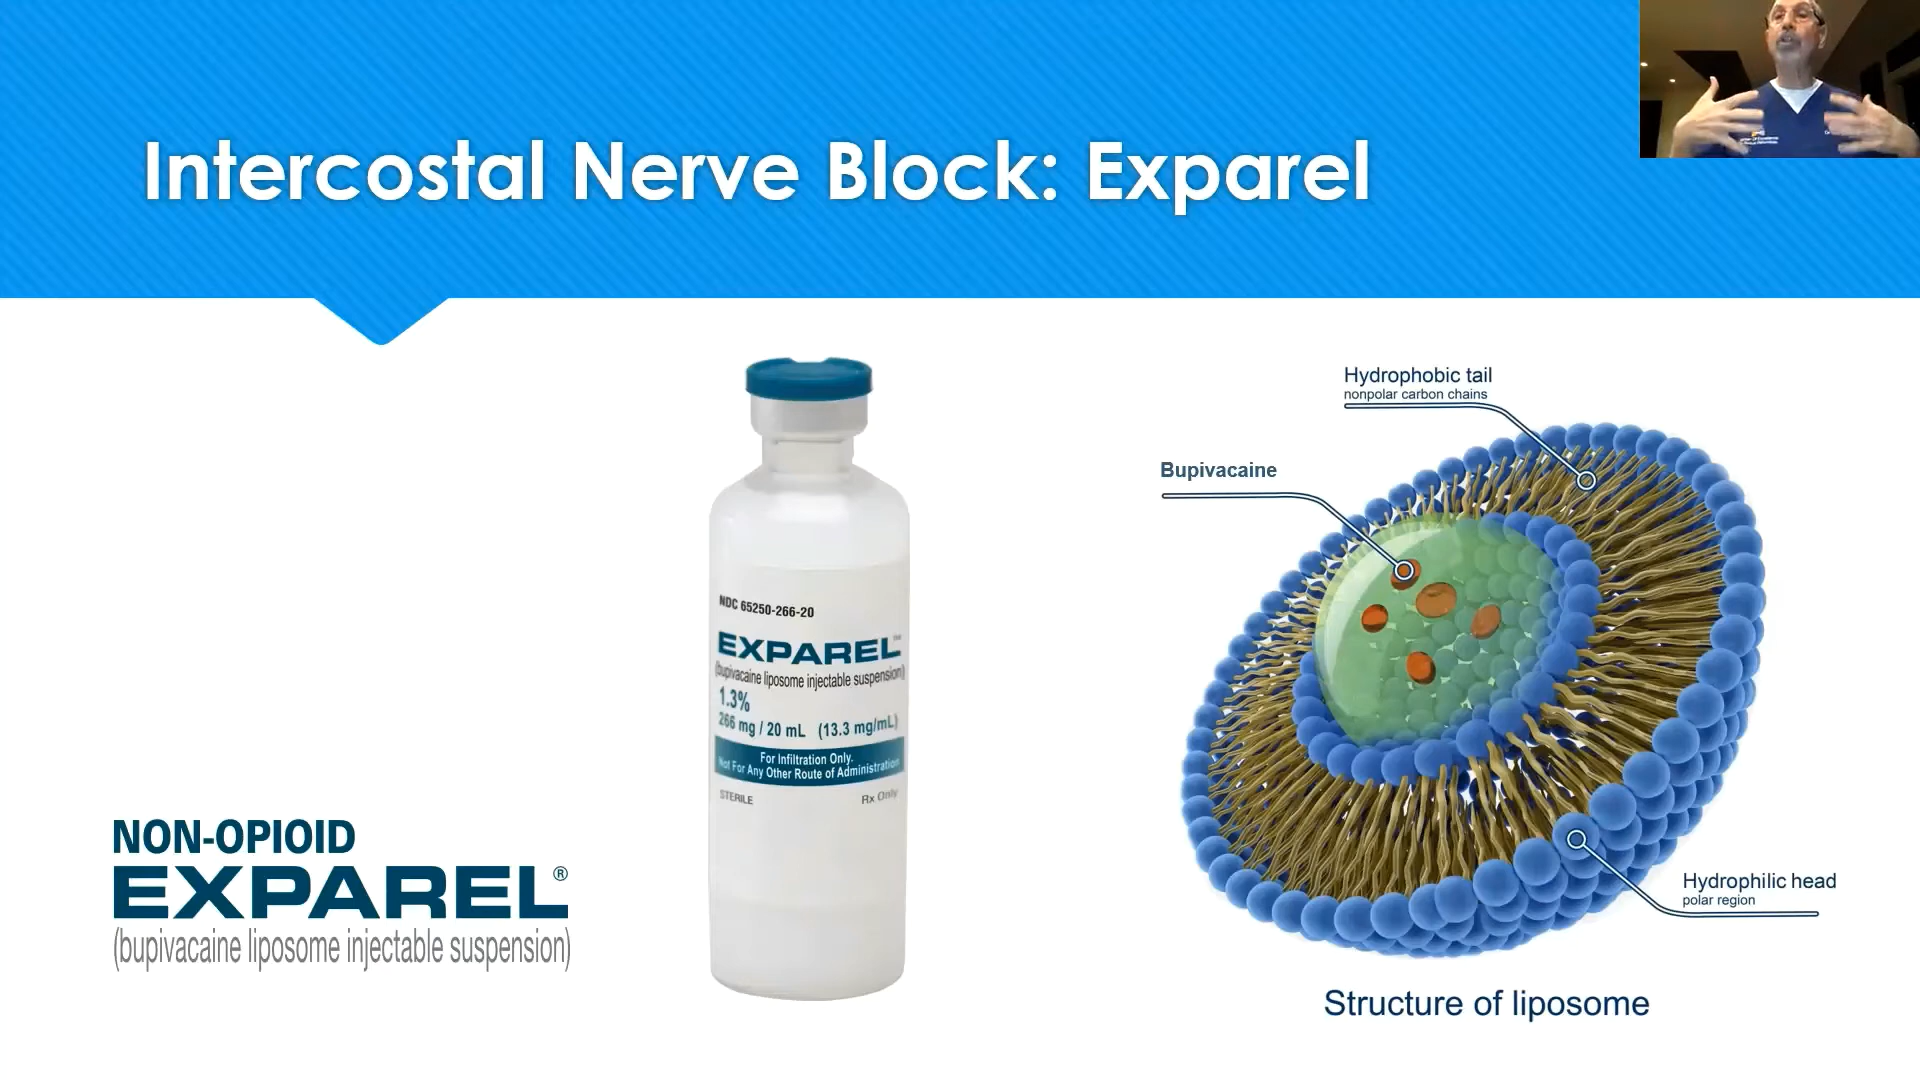 Intercostal Nerve Block: Exparel
NON-OPIOID
EXPAREL®
(bupivacaine liposome injectable suspension)
NDC 65250-266-20
EXPAREL
(bupivacaine liposome injectable suspension)
1.3%
266 mg / 20 mL (13.3 mg/mL)
For Infiltration Only.
Not For Any Other Route of Administration
STERILE Rx Only
Hydrophobic tail
nonpolar carbon chains
Bupivacaine
Hydrophilic head
polar region
Structure of liposome